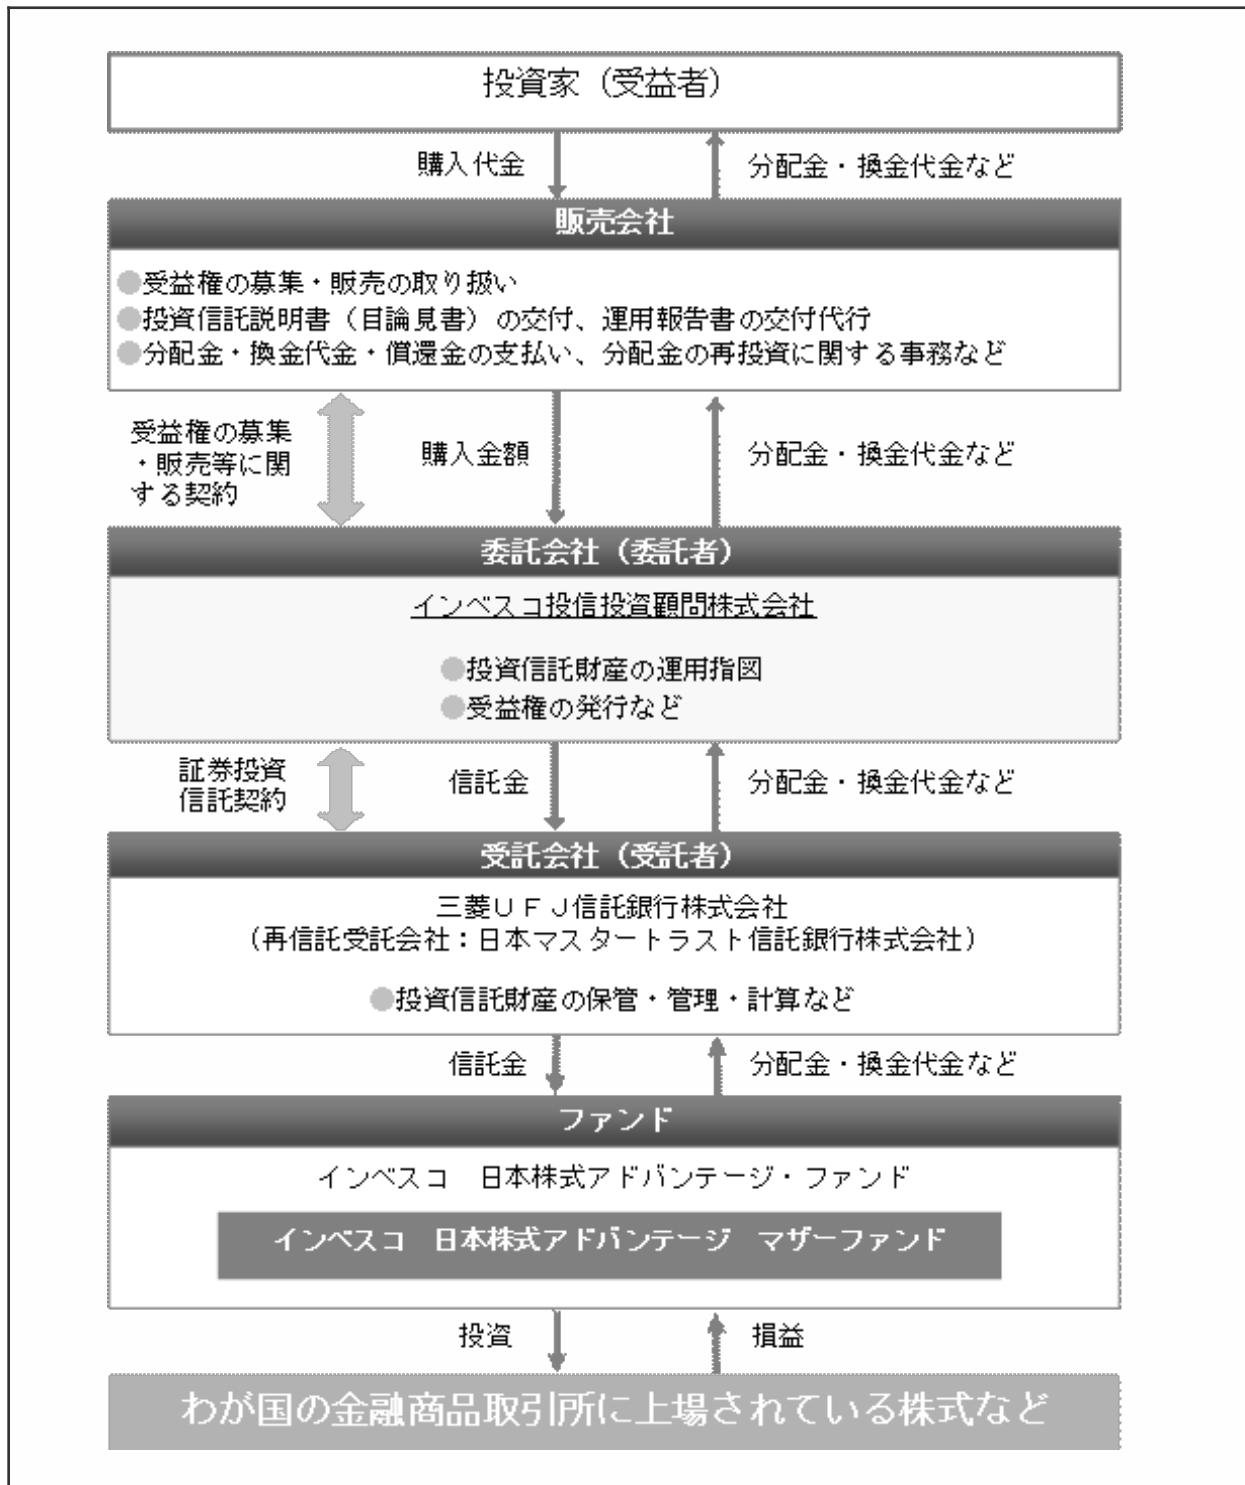 投資家（受益者）
購入代金
分配金・換金代金など
販売会社
●受益権の募集・販売の取り扱い
●投資信託説明書（目論見書）の交付、運用報告書の交付代行
●分配金・換金代金・償還金の支払い、分配金の再投資に関する事務など
受益権の募集
・販売等に関
する契約
購入金額
分配金・換金代金など
委託会社（委託者）
インベスコ投信投資顧問株式会社
●投資信託財産の運用指図
●受益権の発行など
証券投資
信託契約
信託金
分配金・換金代金など
受託会社（受託者）
三菱ＵＦＪ信託銀行株式会社
（再信託受託会社：日本マスタートラスト信託銀行株式会社）
●投資信託財産の保管・管理・計算など
信託金
分配金・換金代金など
ファンド
インベスコ　日本株式アドバンテージ・ファンド
インベスコ　日本株式アドバンテージ　マザーファンド
投資
損益
わが国の金融商品取引所に上場されている株式など